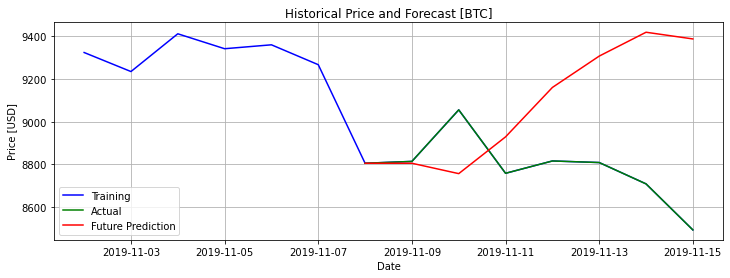 Historical Price and Forecast [BTC]
Price [USD]
9400
9200
9000
8800
8600
Training
Actual
Future Prediction
2019-11-03 2019-11-05 2019-11-07 2019-11-09 2019-11-11 2019-11-13 2019-11-15
Date